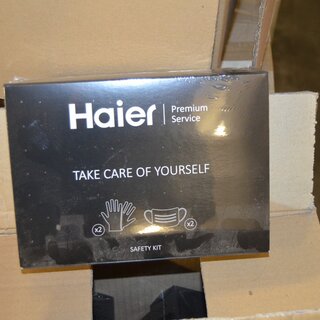 Haier
Premium
Service
TAKE CARE OF YOURSELF
x2
x2
SAFETY KIT